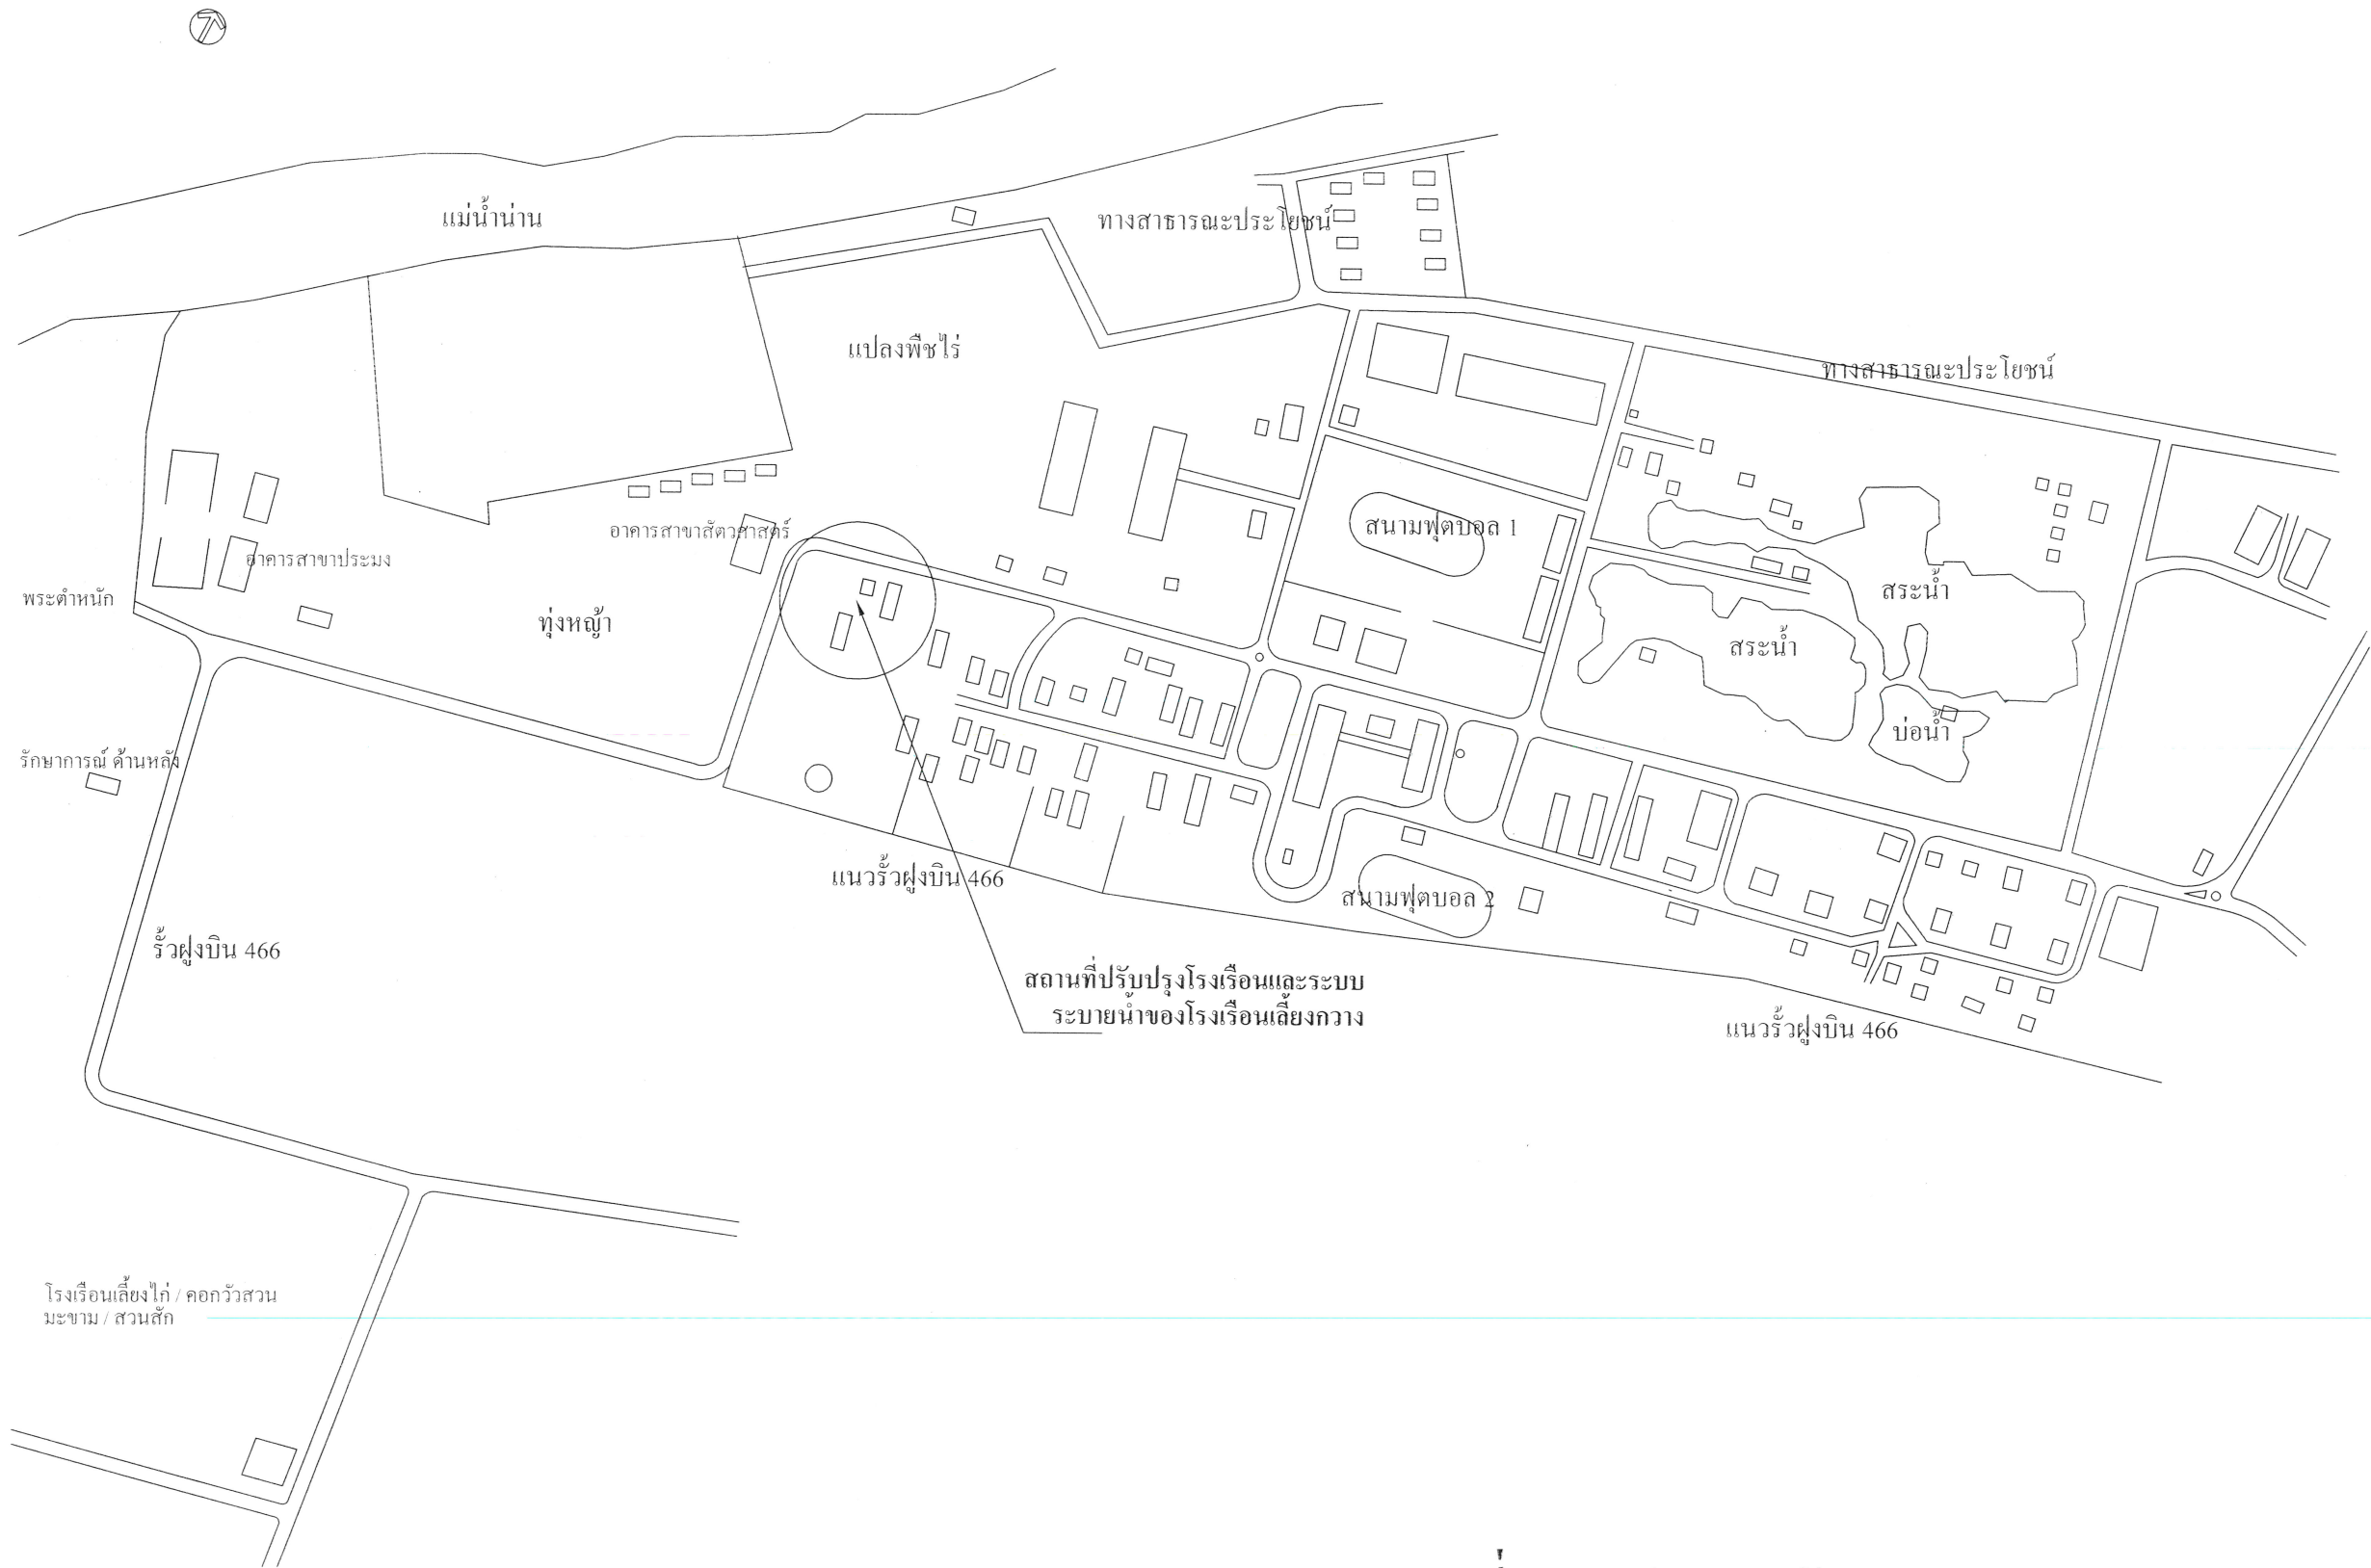 แม่น้ำน่าน
ทางสาธารณะประโยชน์
แปลงพืชไร่
ทางสาธารณะประโยชน์
อาคารสาขาสัตวศาสตร์
สนามฟุตบอล 1
อาคารสาขาประมง
พระตำหนัก
ทุ่งหญ้า
สระน้ำ
สระน้ำ
บ่อน้ำ
รักษาการณ์ ด้านหลัง
แนวรั้วฝูงบิน 466
สนามฟุตบอล 2
รั้วฝูงบิน 466
สถานที่ปรับปรุงโรงเรือนและระบบ
ระบายน้ำของโรงเรือนเลี้ยงกวาง
แนวรั้วฝูงบิน 466
โรงเรือนเลี้ยงไก่ / คอกวัวสวน
มะขาม / สวนสัก